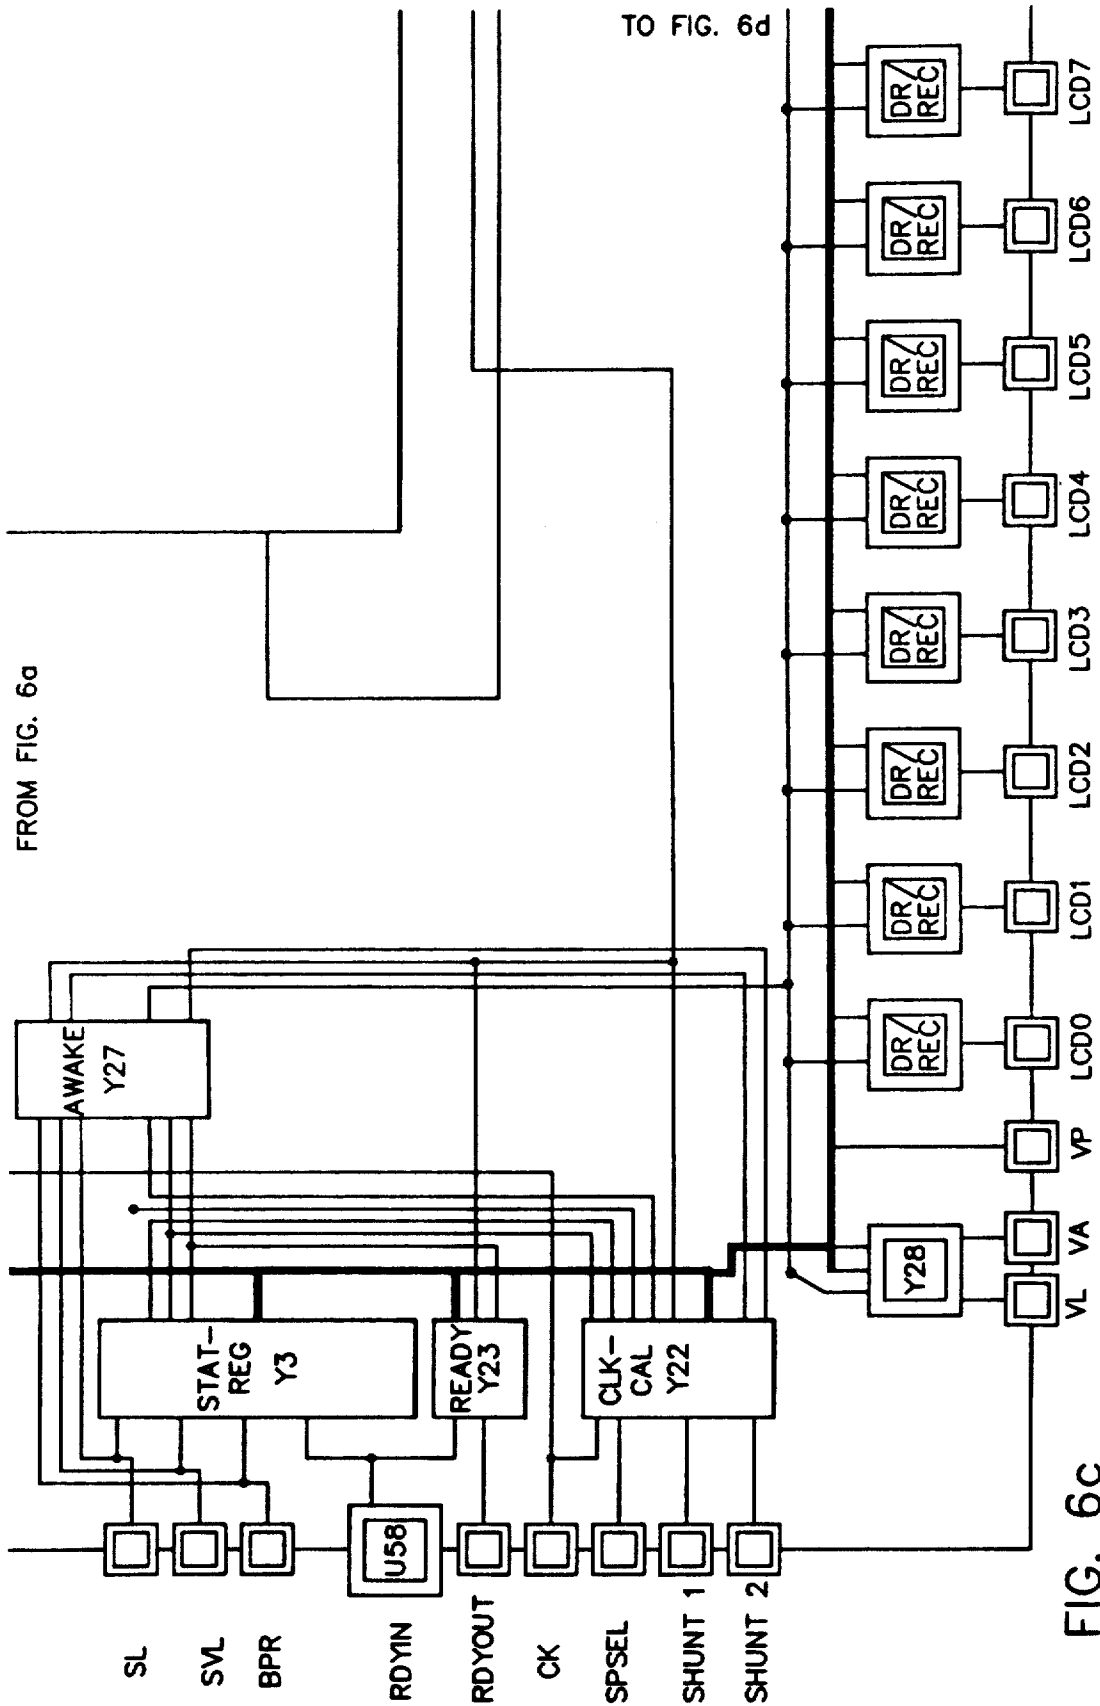 FROM FIG. 6a
TO FIG. 6d
SL
SVL
BPR
RDYIN
RDYOUT
CK
SPSEL
SHUNT 1
SHUNT 2
U58
STAT-
REG
Y3
READY
Y23
CLK-
CAL
Y22
AWAKE
Y27
Y28
DR/
REC
DR/
REC
DR/
REC
DR/
REC
DR/
REC
DR/
REC
DR/
REC
DR/
REC
VL
VA
VP
LCD0
LCD1
LCD2
LCD3
LCD4
LCD5
LCD6
LCD7
FIG. 6c